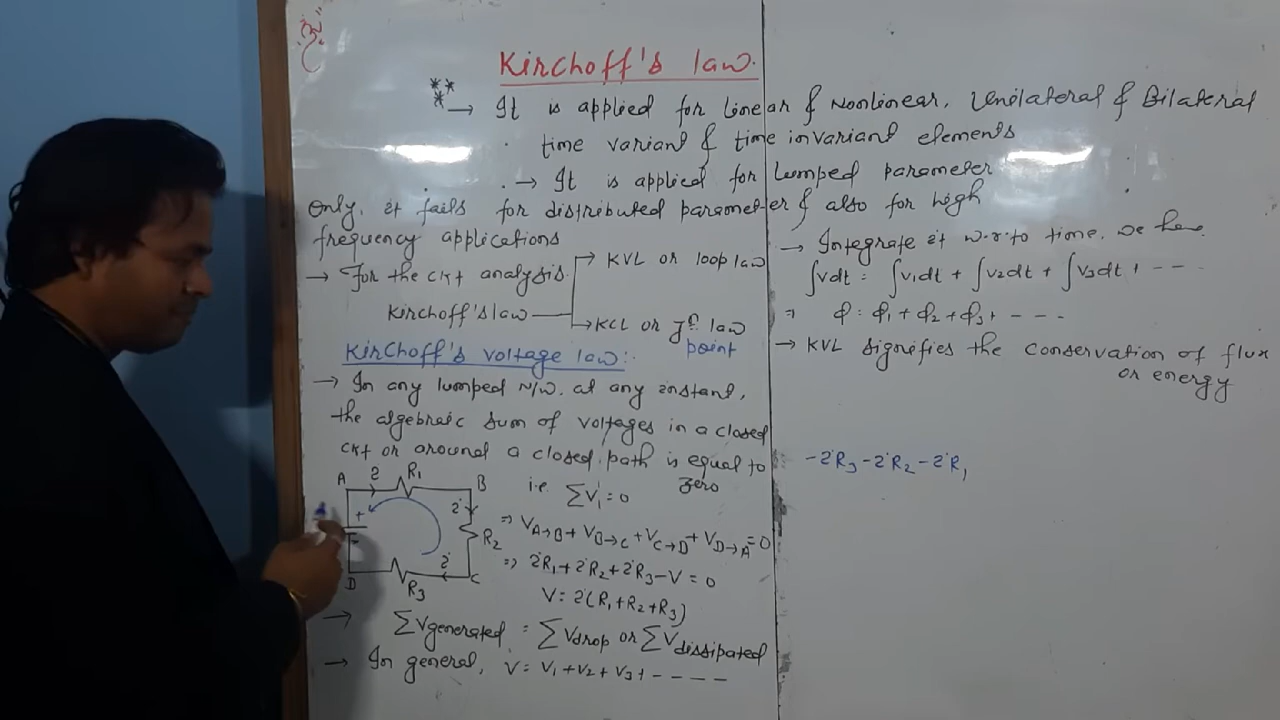 Kirchoff's law.
*** → It is applied for Linear & Nonlinear, Unilateral & Bilateral
time variant & time invariant elements
→ It is applied for Lumped parameter
only, it fails for distributed parameter & also for high
frequency applications
→ For the ckt analysis
Kirchoff's law
→ KVL or loop law
→ KCL or Jn law
point
Kirchoff's voltage law:-
→ In any lumped N/W. at any instant,
the algebraic sum of voltages in a closed
ckt or around a closed path is equal to
zero
i.e. ΣVi = 0
⇒ VA→B + VB→C + VC→D + VD→A = 0
⇒ iR1 + iR2 + iR3 - V = 0
V = i(R1 + R2 + R3)
A i R1 B
+ i R2
-
D R3 i C
→ ΣVgenerated = ΣVdrop or ΣVdissipated
→ In general, V = V1 + V2 + V3 + - - - -
→ Integrate it w.r.to time, we have
∫vdt = ∫v1dt + ∫v2dt + ∫v3dt + - - -
⇒ Φ = Φ1 + Φ2 + Φ3 + - - - -
→ KVL signifies the conservation of flux
or energy
-iR3 - iR2 - iR1